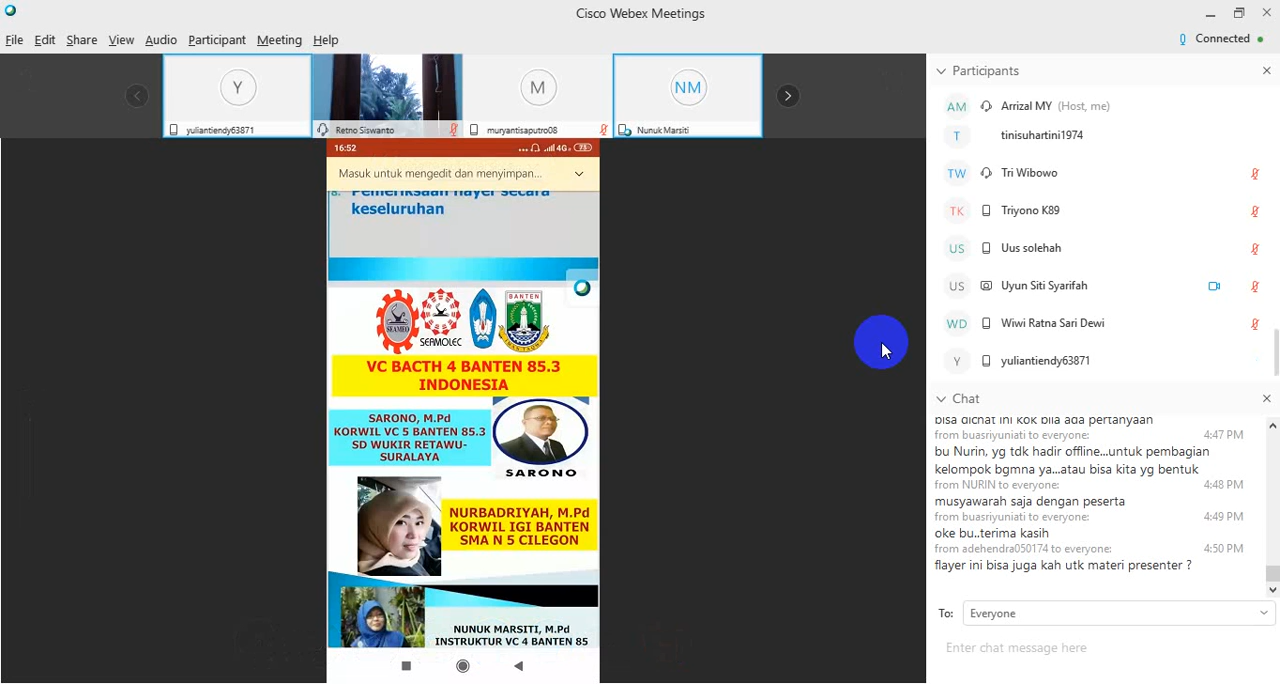 Cisco Webex Meetings
File Edit Share View Audio Participant Meeting Help
Connected
Y
yuliantiendy63871
Retno Siswanto
M
muryantisaputro08
NM
Nunuk Marsiti
16:52
4G+ 75
Masuk untuk mengedit dan menyimpan...
a. Pemeriksaan flayer secara
keseluruhan
SEAMEO
SEAMOLEC
BANTEN
VC BACTH 4 BANTEN 85.3
INDONESIA
SARONO, M.Pd
KORWIL VC 5 BANTEN 85.3
SD WUKIR RETAWU-
SURALAYA
SARONO
NURBADRIYAH, M.Pd
KORWIL IGI BANTEN
SMA N 5 CILEGON
NUNUK MARSITI, M.Pd
INSTRUKTUR VC 4 BANTEN 85
Participants
AM Arrizal MY (Host, me)
T tinisuhartini1974
TW Tri Wibowo
TK Triyono K89
US Uus solehah
US Uyun Siti Syarifah
WD Wiwi Ratna Sari Dewi
Y yuliantiendy63871
Chat
bisa dichat ini kok bila ada pertanyaan
from buasriyuniati to everyone: 4:47 PM
bu Nurin, yg tdk hadir offline...untuk pembagian
kelompok bgmna ya...atau bisa kita yg bentuk
from NURIN to everyone: 4:48 PM
musyawarah saja dengan peserta
from buasriyuniati to everyone: 4:49 PM
oke bu..terima kasih
from adehendra050174 to everyone: 4:50 PM
flayer ini bisa juga kah utk materi presenter ?
To: Everyone
Enter chat message here